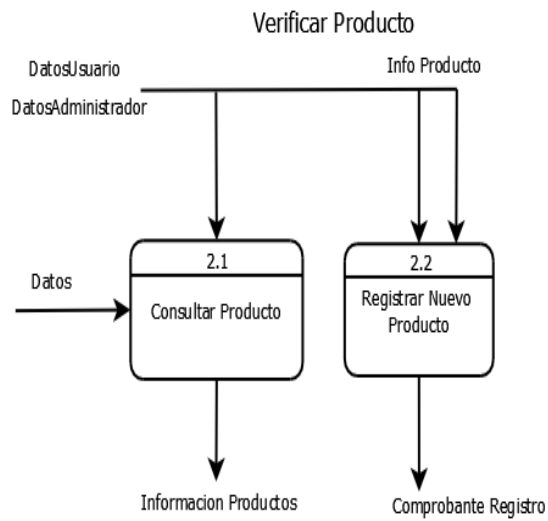 Verificar Producto
DatosUsuario
Info Producto
DatosAdministrador
2.1
2.2
Datos
Consultar Producto
Registrar Nuevo
Producto
Informacion Productos
Comprobante Registro